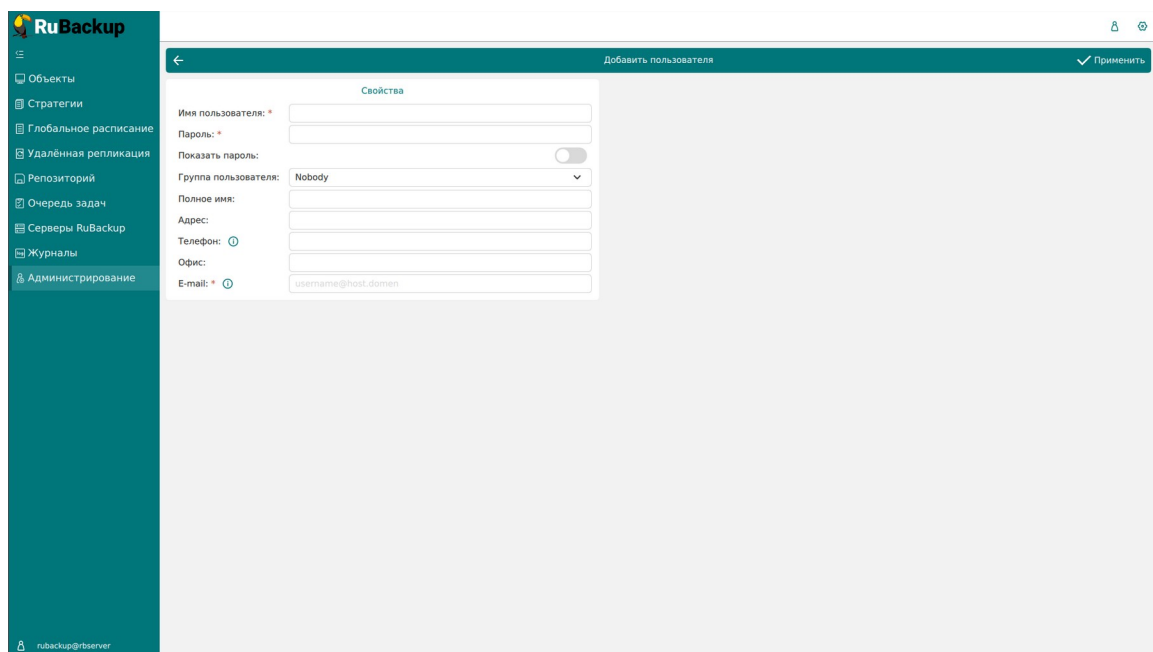 RuBackup
Объекты
Стратегии
Глобальное расписание
Удалённая репликация
Репозиторий
Очередь задач
Серверы RuBackup
Журналы
Администрирование
rubackup@rbserver
Добавить пользователя
Применить
Свойства
Имя пользователя: *
Пароль: *
Показать пароль:
Группа пользователя: Nobody
Полное имя:
Адрес:
Телефон:
Офис:
E-mail: * username@host.domen